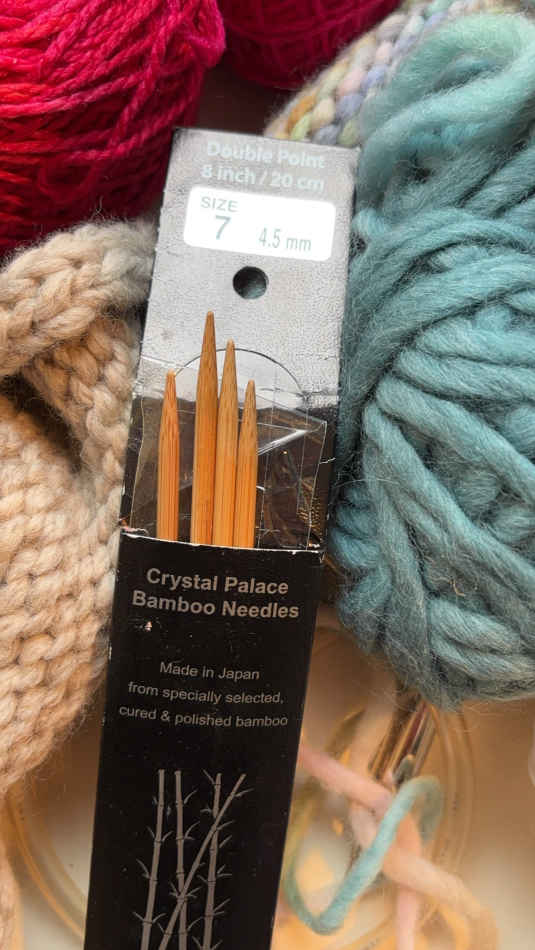 Double Point
8 inch / 20 cm
SIZE
7 4.5 mm
Crystal Palace
Bamboo Needles
Made in Japan
from specially selected,
cured & polished bamboo